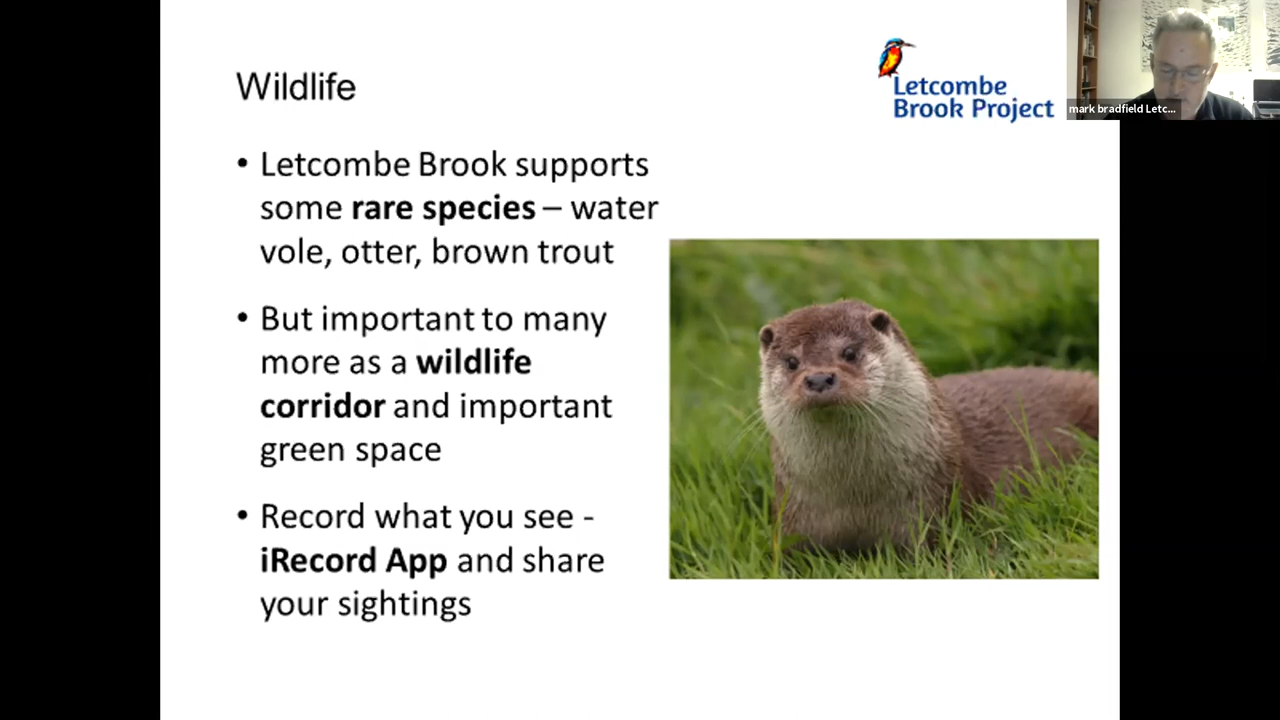 Wildlife
Letcombe
Brook Project
mark bradfield Letc...
• Letcombe Brook supports
some rare species – water
vole, otter, brown trout
• But important to many
more as a wildlife
corridor and important
green space
• Record what you see -
iRecord App and share
your sightings